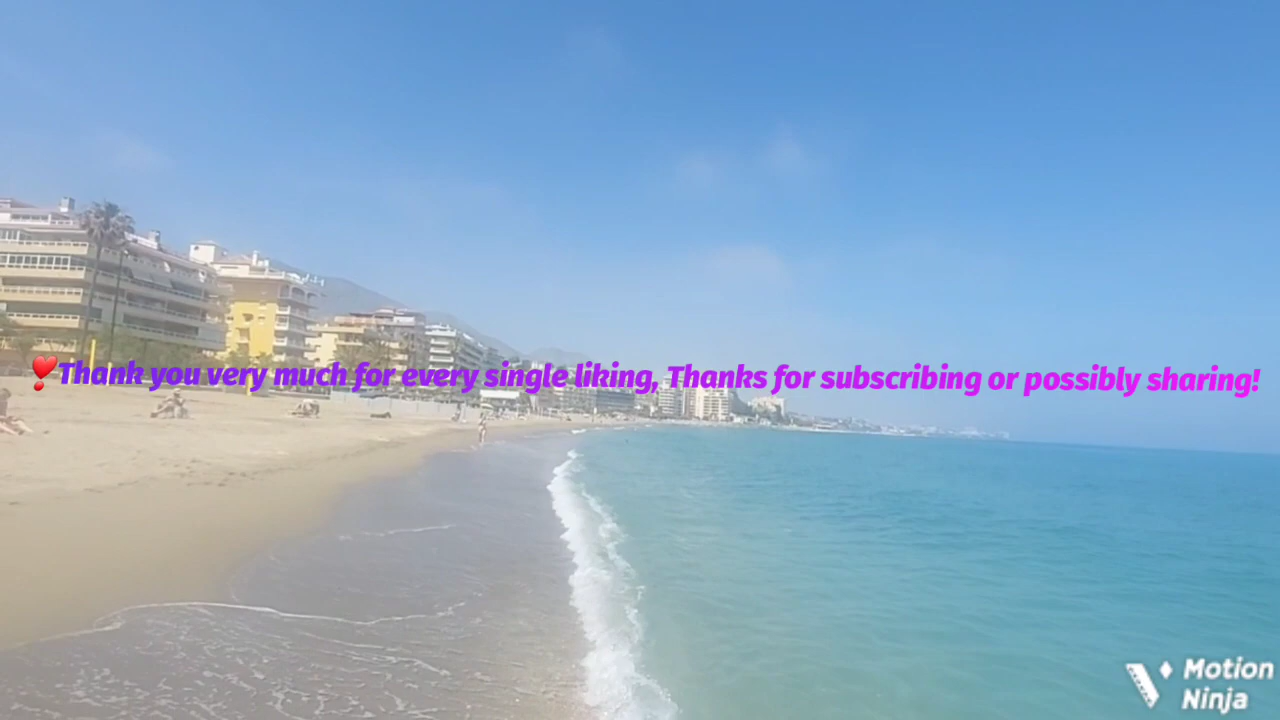 ❣️Thank you very much for every single liking, Thanks for subscribing or possibly sharing!
Motion
Ninja